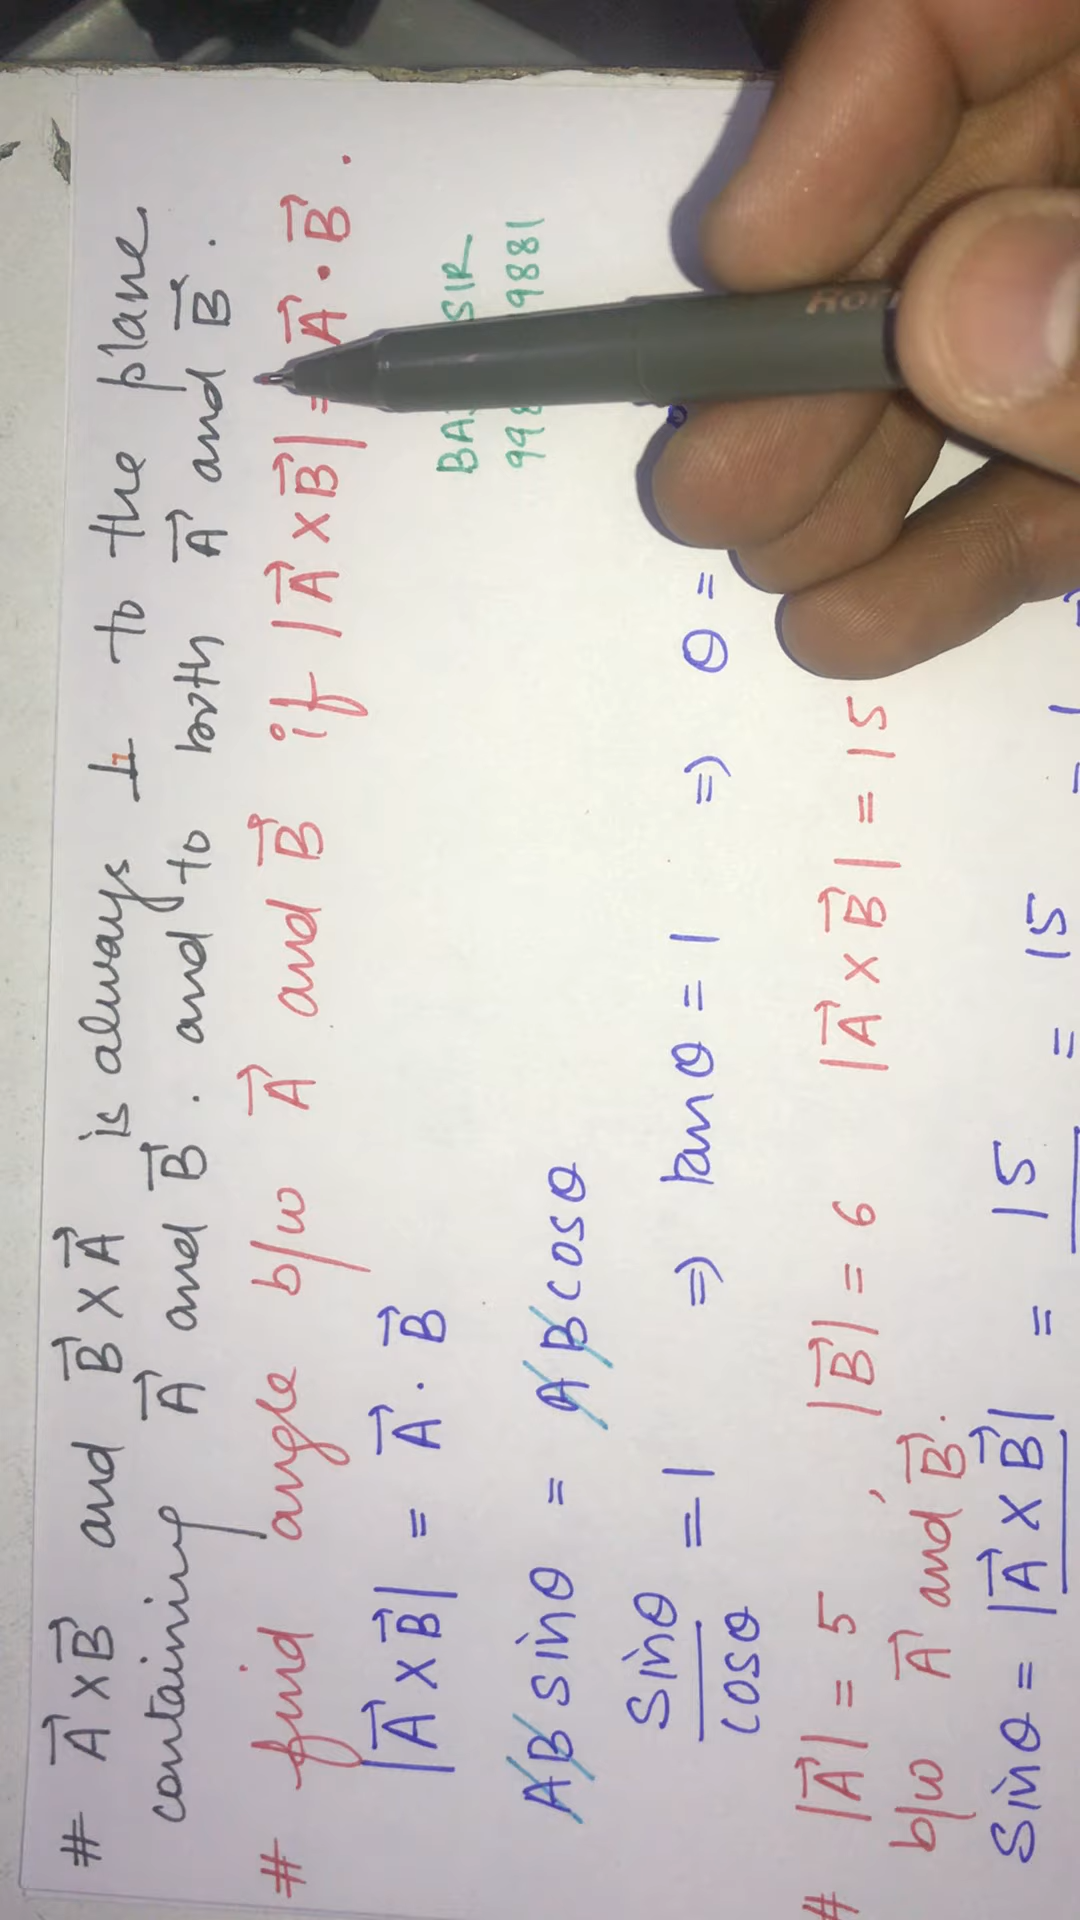 # A⃗ × B⃗ and B⃗ × A⃗ is always ⊥ to the plane
containing A⃗ and B⃗ . and to both A⃗ and B⃗ .
# find angle b/w A⃗ and B⃗ if |A⃗ × B⃗| = A⃗ · B⃗ .
|A⃗ × B⃗| = A⃗ . B⃗
SIR
9881
AB sinθ = AB cosθ
sinθ/cosθ = 1 ⇒ tanθ = 1 ⇒ θ =
# |A⃗| = 5 , |B⃗| = 6 |A⃗ × B⃗| = 15
b/w A⃗ and B⃗.
Sinθ = |A⃗ × B⃗| = 15 = 15 = 1